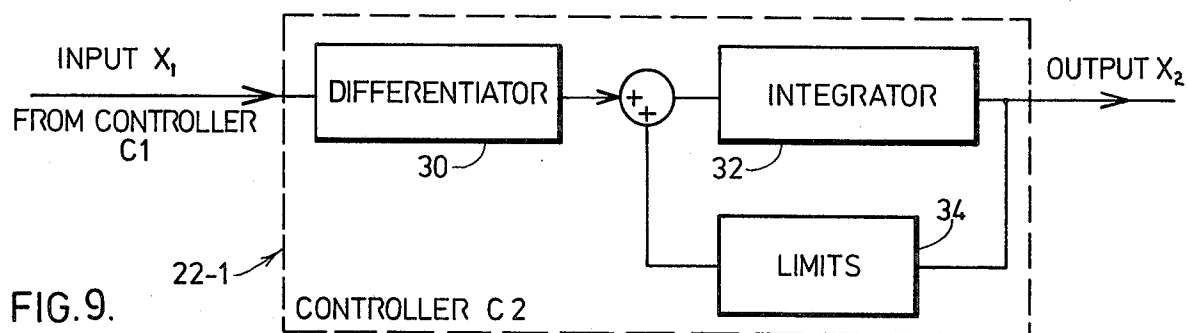 INPUT X₁
FROM CONTROLLER
C1
DIFFERENTIATOR
30
+
+
INTEGRATOR
32
OUTPUT X₂
34
LIMITS
22-1
CONTROLLER C2
FIG.9.